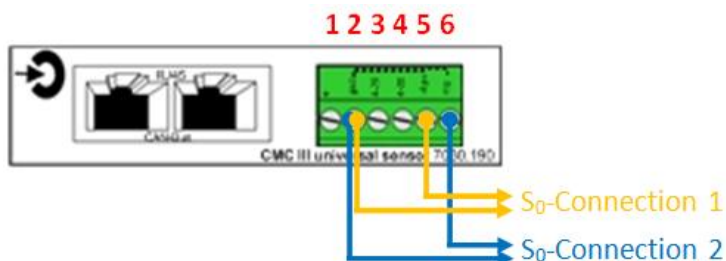 1 2 3 4 5 6
CAN-Out
CMC III universal sensor 7030.190
S₀-Connection 1
S₀-Connection 2